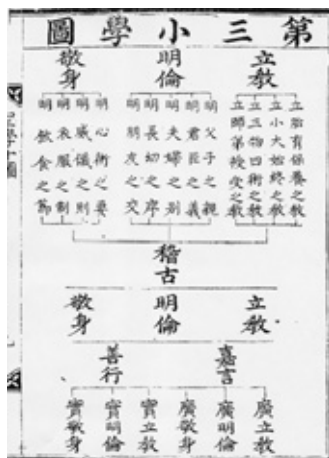 第三小學圖
立教
明倫
敬身
立胎育保養之教
立小大始終之教
立三物四術之教
立師弟授受之教
明父子之親
明君臣之義
明夫婦之別
明長幼之序
明朋友之交
明心術之要
明威儀之則
明衣服之制
明飲食之節
稽古
立教
明倫
敬身
嘉言
善行
廣立教
廣明倫
廣敬身
實立教
實明倫
實敬身